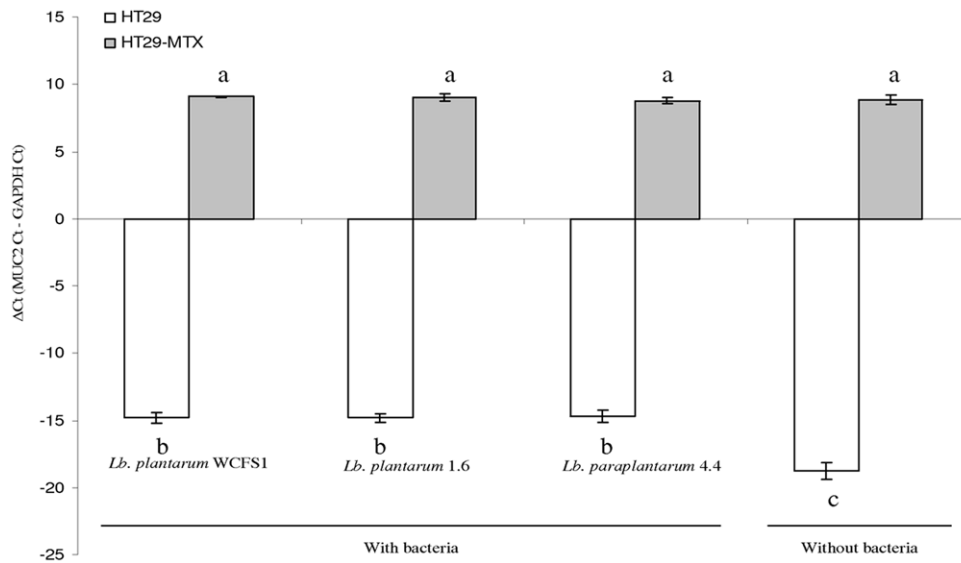 HT29
HT29-MTX
15
10
5
0
-5
-10
-15
-20
-25
ΔCt (MUC2 Ct - GAPDH Ct)
a
a
a
a
b
b
b
c
Lb. plantarum WCFS1
Lb. plantarum 1.6
Lb. paraplantarum 4.4
With bacteria
Without bacteria